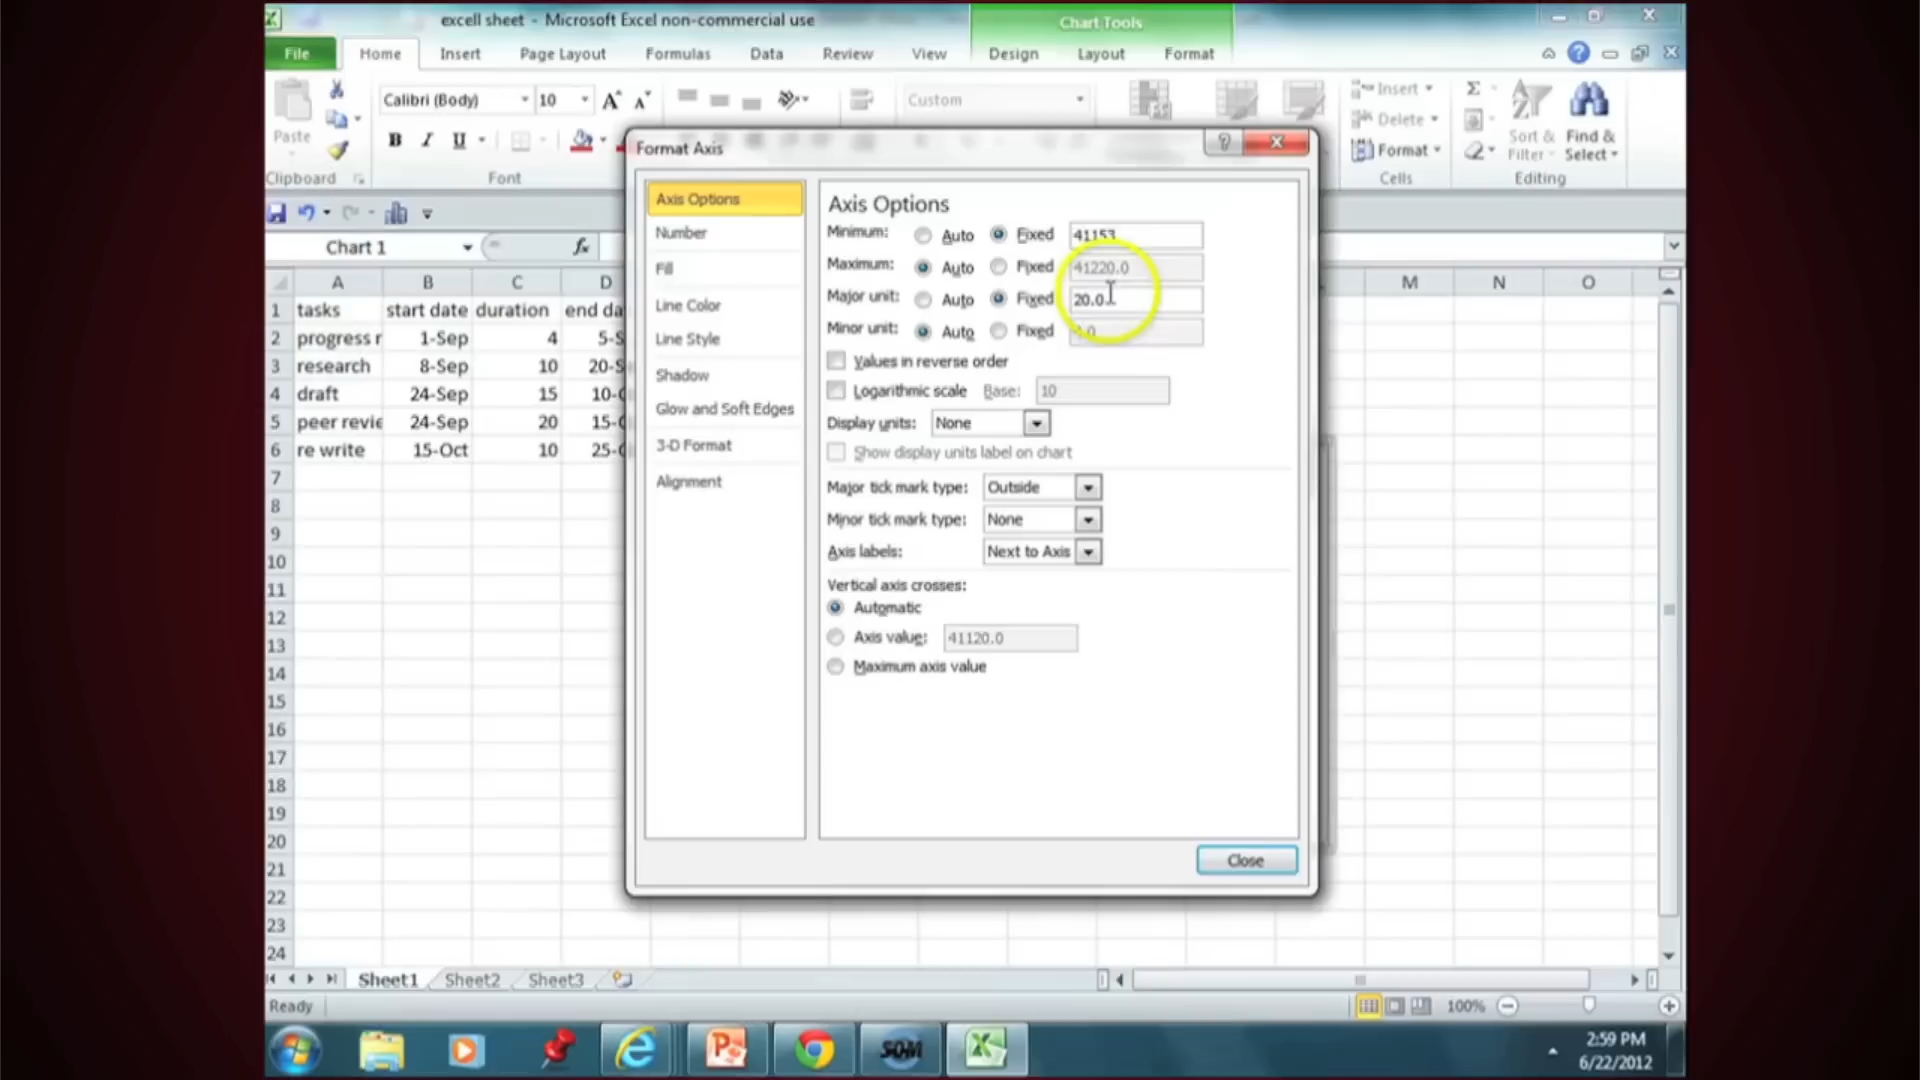 excell sheet - Microsoft Excel non-commercial use
Chart Tools
File Home Insert Page Layout Formulas Data Review View Design Layout Format
Calibri (Body) 10 A A Custom Insert Σ
Paste Delete Sort & Find &
B I U Format Filter Select
Clipboard Font Cells Editing
Chart 1 fx
A B C D M N O
1 tasks start date duration end da
2 progress r 1-Sep 4 5-S
3 research 8-Sep 10 20-S
4 draft 24-Sep 15 10-
5 peer revie 24-Sep 20 15-
6 re write 15-Oct 10 25-
7
8
9
10
11
12
13
14
15
16
17
18
19
20
21
22
23
24
Format Axis
?
Axis Options
Number
Fill
Line Color
Line Style
Shadow
Glow and Soft Edges
3-D Format
Alignment
Axis Options
Minimum: Auto Fixed 41153
Maximum: Auto Fixed 41220.0
Major unit: Auto Fixed 20.0
Minor unit: Auto Fixed
Values in reverse order
Logarithmic scale Base: 10
Display units: None
Show display units label on chart
Major tick mark type: Outside
Minor tick mark type: None
Axis labels: Next to Axis
Vertical axis crosses:
Automatic
Axis value: 41120.0
Maximum axis value
Close
Sheet1 Sheet2 Sheet3
Ready 100%
SOM
2:59 PM
6/22/2012